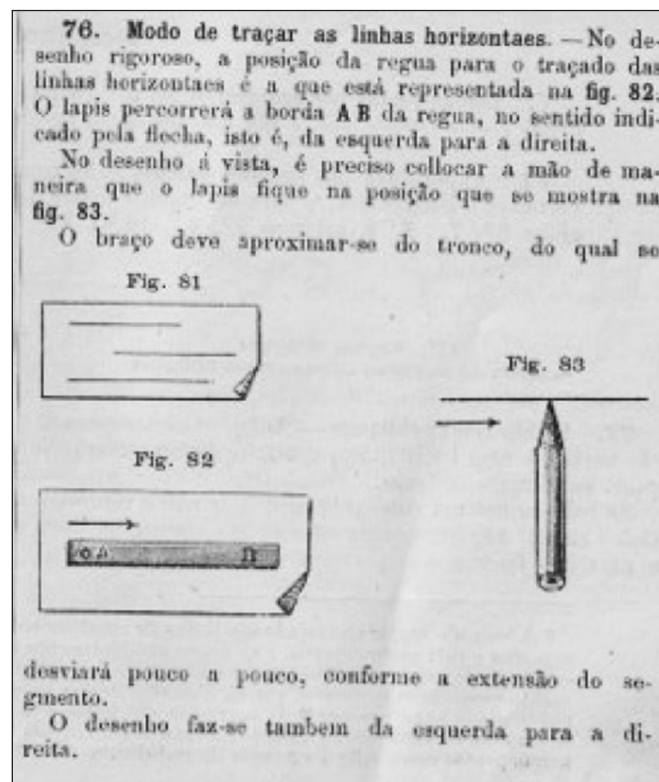 76. Modo de traçar as linhas horizontaes. — No de-
senho rigoroso, a posição da regua para o traçado das
linhas horizontaes é a que está representada na fig. 82.
O lapis percorrerá a borda A B da regua, no sentido indi-
cado pela flecha, isto é, da esquerda para a direita.
No desenho á vista, é preciso collocar a mão de ma-
neira que o lapis fique na posição que se mostra na
fig. 83.
O braço deve aproximar-se do tronco, do qual se
Fig. 81
Fig. 83
Fig. 82
A B
desviará pouco a pouco, conforme a extensão do se-
gmento.
O desenho faz-se tambem da esquerda para a di-
reita.